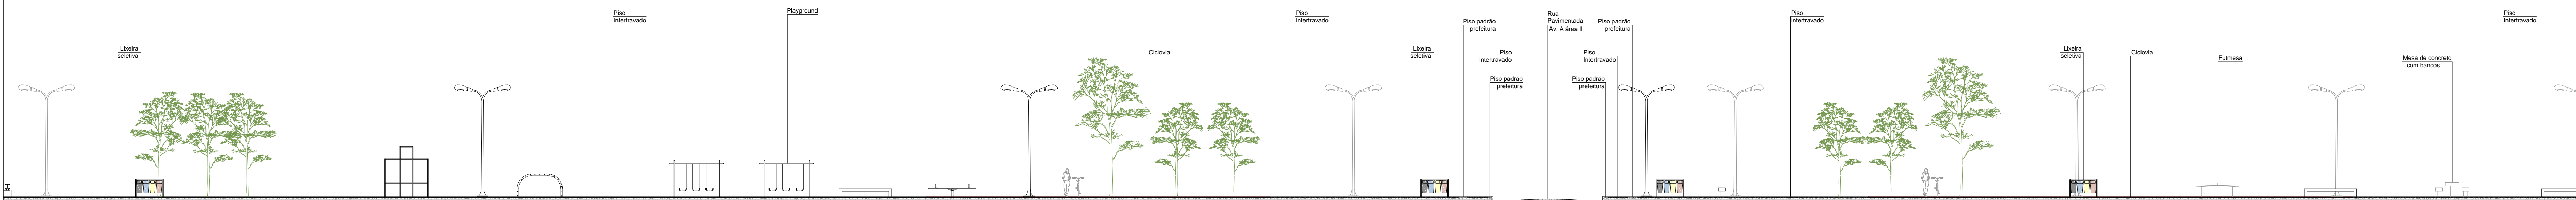 Lixeira
seletiva
Piso
Intertravado
Playground
Ciclovia
Piso
Intertravado
Lixeira
seletiva
Piso padrão
prefeitura
Piso
Intertravado
Piso padrão
prefeitura
Rua
Pavimentada
Av. A área II
Piso padrão
prefeitura
Piso
Intertravado
Piso padrão
prefeitura
Piso
Intertravado
Lixeira
seletiva
Ciclovia
Futmesa
Mesa de concreto
com bancos
Piso
Intertravado